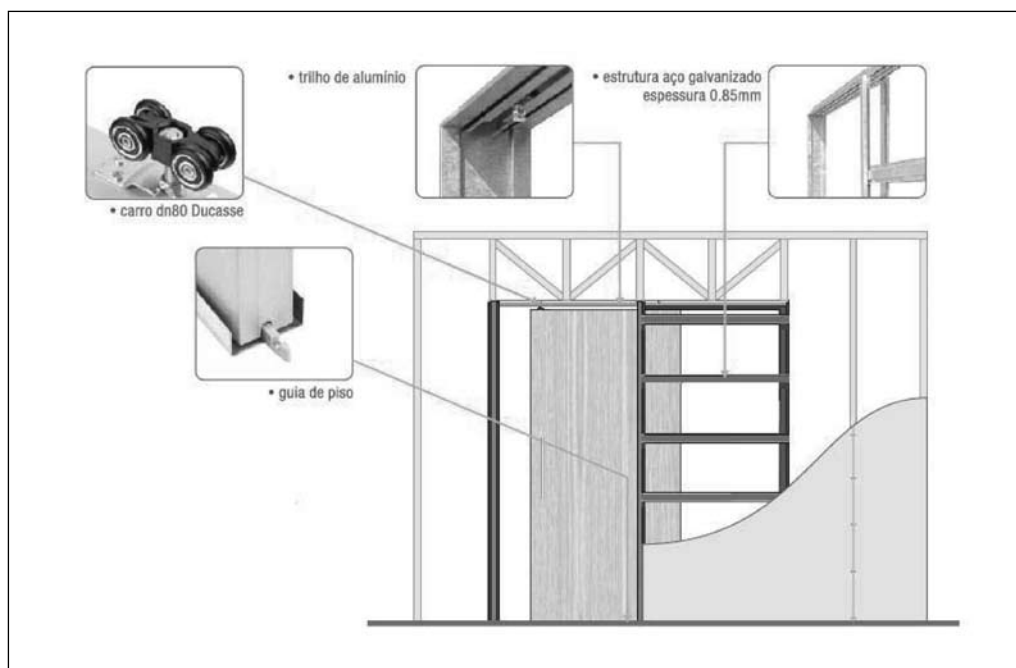 • trilho de alumínio
• estrutura aço galvanizado
espessura 0.85mm
• carro dn80 Ducasse
• guia de piso